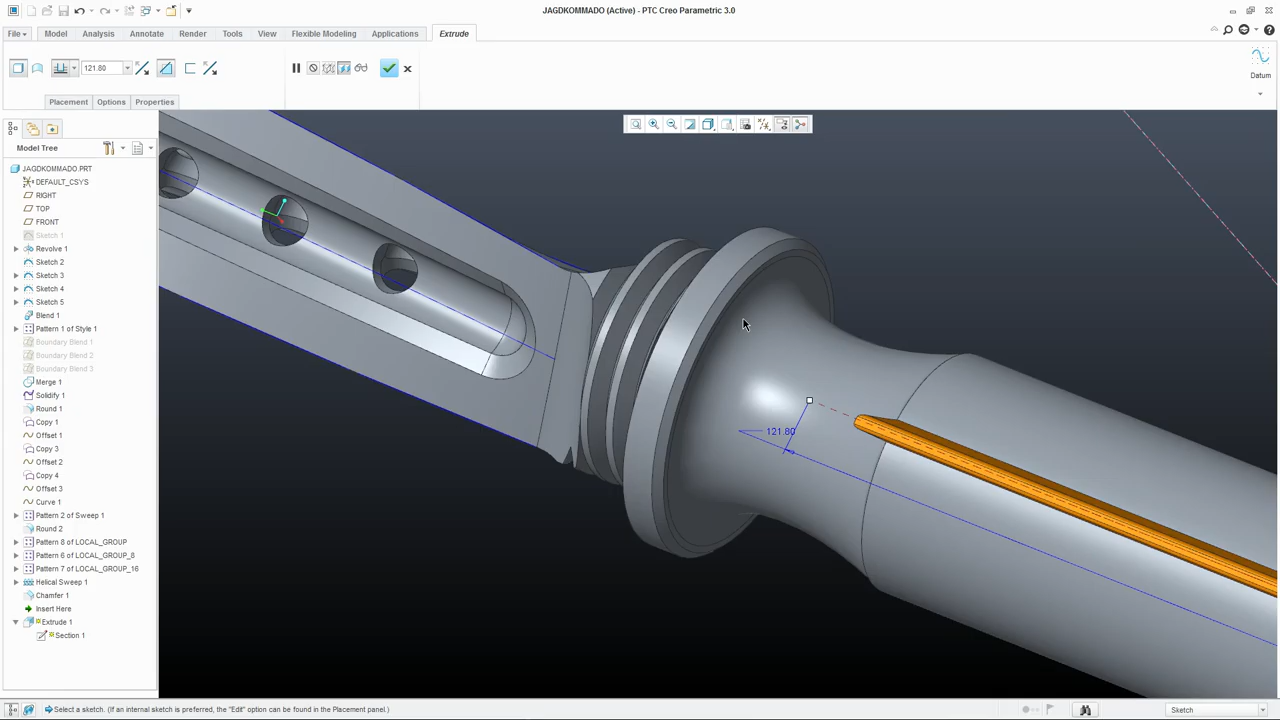 JAGDKOMMADO (Active) - PTC Creo Parametric 3.0
File Model Analysis Annotate Render Tools View Flexible Modeling Applications Extrude
121.80
Datum
Placement Options Properties
Model Tree
JAGDKOMMADO.PRT
DEFAULT_CSYS
RIGHT
TOP
FRONT
Sketch 1
Revolve 1
Sketch 2
Sketch 3
Sketch 4
Sketch 5
Blend 1
Pattern 1 of Style 1
Boundary Blend 1
Boundary Blend 2
Boundary Blend 3
Merge 1
Solidify 1
Round 1
Copy 1
Offset 1
Copy 3
Offset 2
Copy 4
Offset 3
Curve 1
Pattern 2 of Sweep 1
Round 2
Pattern 8 of LOCAL_GROUP
Pattern 6 of LOCAL_GROUP_8
Pattern 7 of LOCAL_GROUP_16
Helical Sweep 1
Chamfer 1
Insert Here
Extrude 1
Section 1
121.80
Select a sketch. (If an internal sketch is preferred, the "Edit" option can be found in the Placement panel.)
Sketch